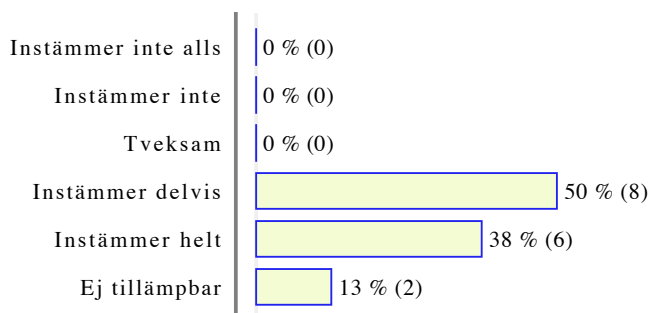 Instämmer inte alls 0 % (0)
Instämmer inte 0 % (0)
Tveksam 0 % (0)
Instämmer delvis 50 % (8)
Instämmer helt 38 % (6)
Ej tillämpbar 13 % (2)